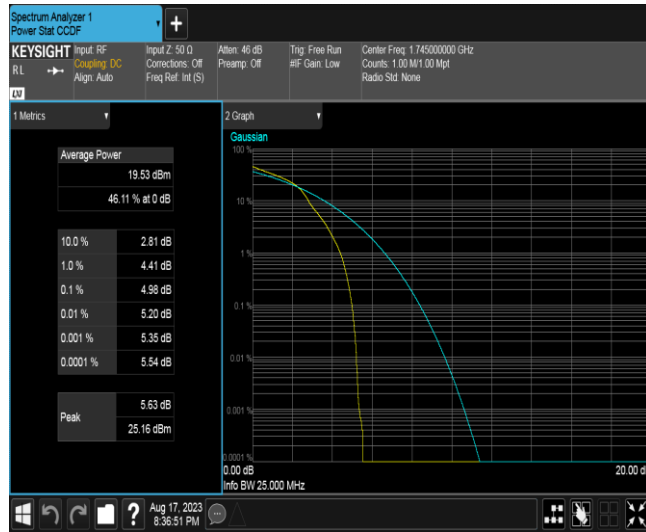 Spectrum Analyzer 1
Power Stat CCDF
+
KEYSIGHT
RL
LXI
Input: RF
Coupling: DC
Align: Auto
Input Z: 50 Ω
Corrections: Off
Freq Ref: Int (S)
Atten: 46 dB
Preamp: Off
Trig: Free Run
#IF Gain: Low
Center Freq: 1.745000000 GHz
Counts: 1.00 M/1.00 Mpt
Radio Std: None
1 Metrics
Average Power
19.53 dBm
46.11 % at 0 dB
10.0 % 2.81 dB
1.0 % 4.41 dB
0.1 % 4.98 dB
0.01 % 5.20 dB
0.001 % 5.35 dB
0.0001 % 5.54 dB
Peak
5.63 dB
25.16 dBm
2 Graph
Gaussian
100 %
10 %
1 %
0.1 %
0.01 %
0.001 %
0.0001 %
0.00 dB
20.00 d
Info BW 25.000 MHz
?
Aug 17, 2023
8:36:51 PM